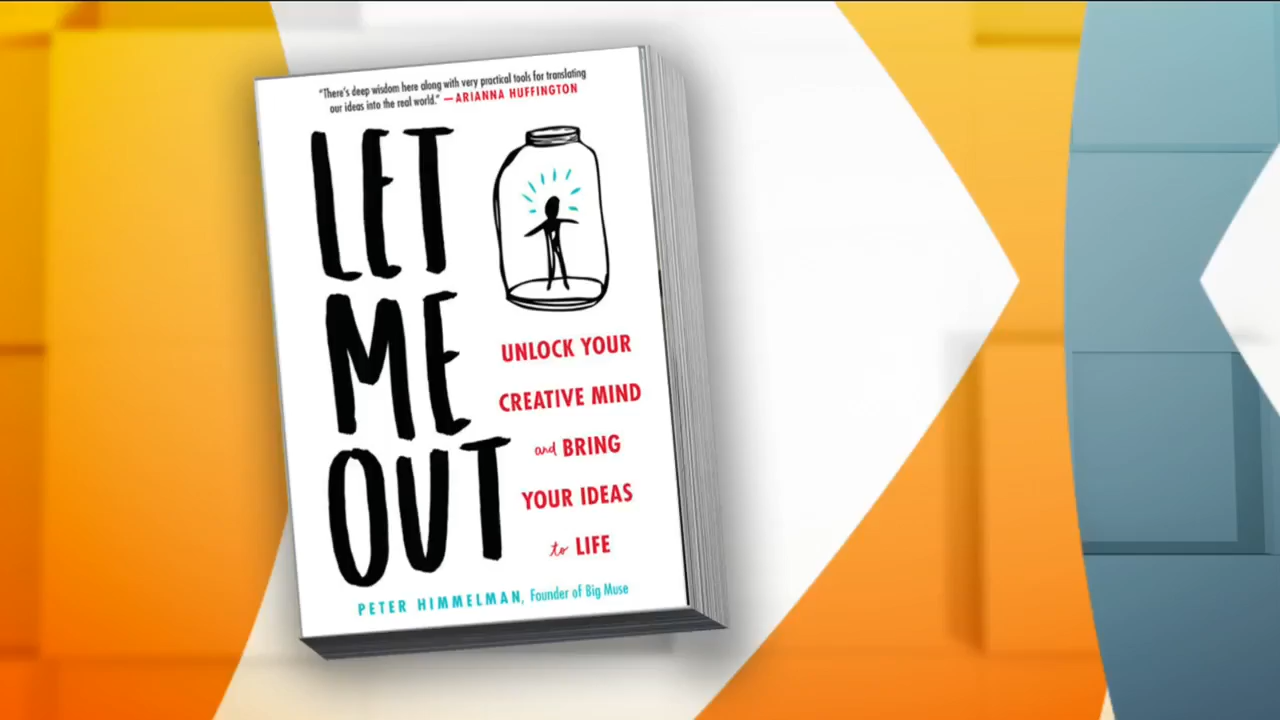 "There's deep wisdom here along with very practical tools for translating
our ideas into the real world." —ARIANNA HUFFINGTON
LET
ME
OUT
UNLOCK YOUR
CREATIVE MIND
and BRING
YOUR IDEAS
to LIFE
PETER HIMMELMAN, Founder of Big Muse